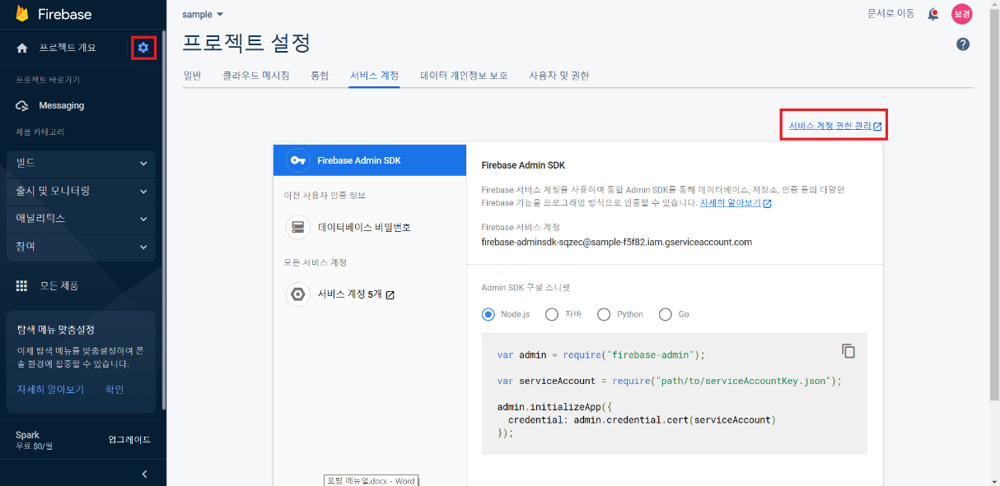 Firebase
프로젝트 개요
프로젝트 바로가기
Messaging
제품 카테고리
빌드
출시 및 모니터링
애널리틱스
참여
모든 제품
탐색 메뉴 맞춤설정
이제 탐색 메뉴를 맞춤설정하여 콘
솔 환경에 집중할 수 있습니다.
자세히 알아보기 확인
Spark
무료 $0/월
업그레이드
sample
문서로 이동
보경
프로젝트 설정
일반 클라우드 메시징 통합 서비스 계정 데이터 개인정보 보호 사용자 및 권한
서비스 계정 권한 관리
Firebase Admin SDK
이전 사용자 인증 정보
데이터베이스 비밀번호
모든 서비스 계정
서비스 계정 5개
Firebase Admin SDK
Firebase 서비스 계정을 사용하여 통합 Admin SDK를 통해 데이터베이스, 저장소, 인증 등의 다양한
Firebase 기능을 프로그래밍 방식으로 인증할 수 있습니다. 자세히 알아보기
Firebase 서비스 계정
firebase-adminsdk-sqzec@sample-f5f82.iam.gserviceaccount.com
Admin SDK 구성 스니펫
Node.js 자바 Python Go
var admin = require("firebase-admin");
var serviceAccount = require("path/to/serviceAccountKey.json");
admin.initializeApp({
  credential: admin.credential.cert(serviceAccount)
});
포팅 메뉴얼.docx - Word